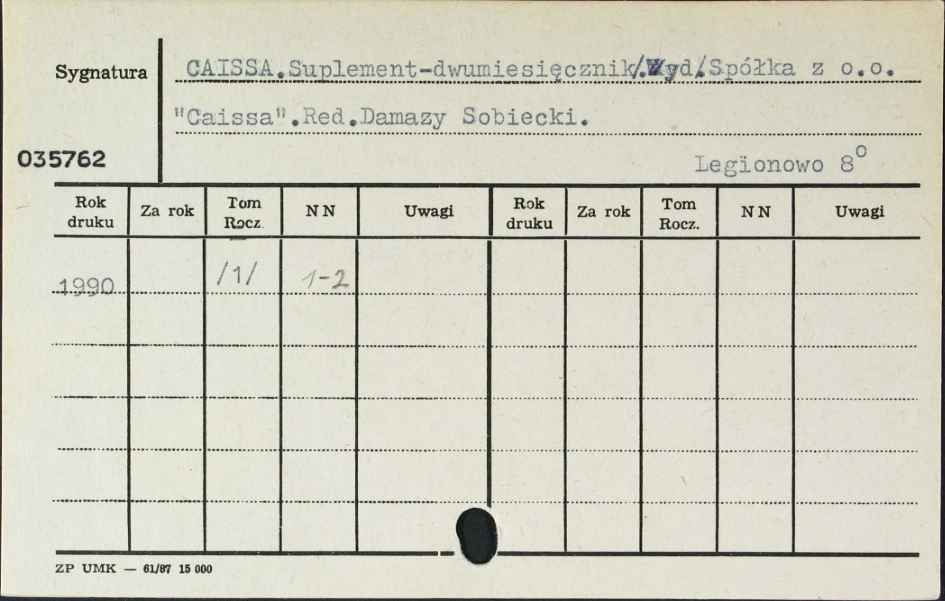 Sygnatura
CAISSA.Suplement-dwumiesięcznik/.Wyd/.Spółka z o.o.
"Caissa".Red.Damazy Sobiecki.
035762
Legionowo 8⁰
Rok druku Za rok Tom Rocz. NN Uwagi Rok druku Za rok Tom Rocz. NN Uwagi
1990 /1/ 1-2
ZP UMK — 61/87 15 000